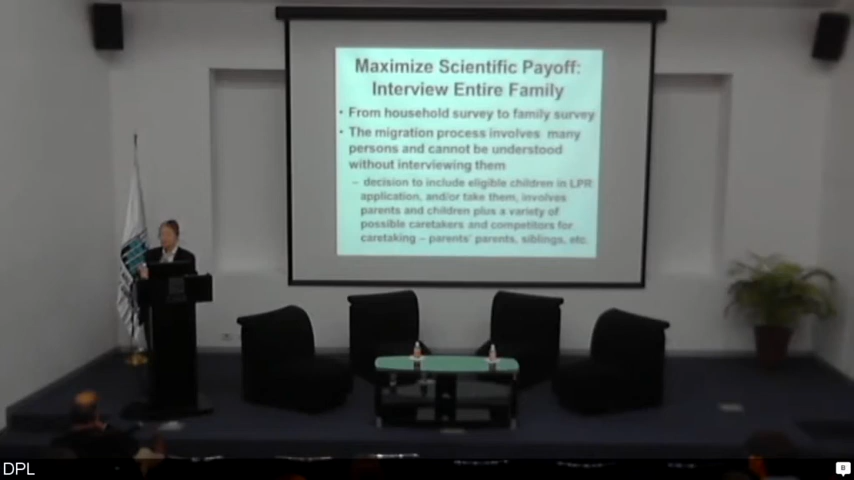 Maximize Scientific Payoff:
Interview Entire Family
• From household survey to family survey
• The migration process involves many
persons and cannot be understood
without interviewing them
– decision to include eligible children in LPR
application, and/or take them, involves
parents and children plus a variety of
possible caretakers and competitors for
caretaking – parents' parents, siblings, etc.
DPL